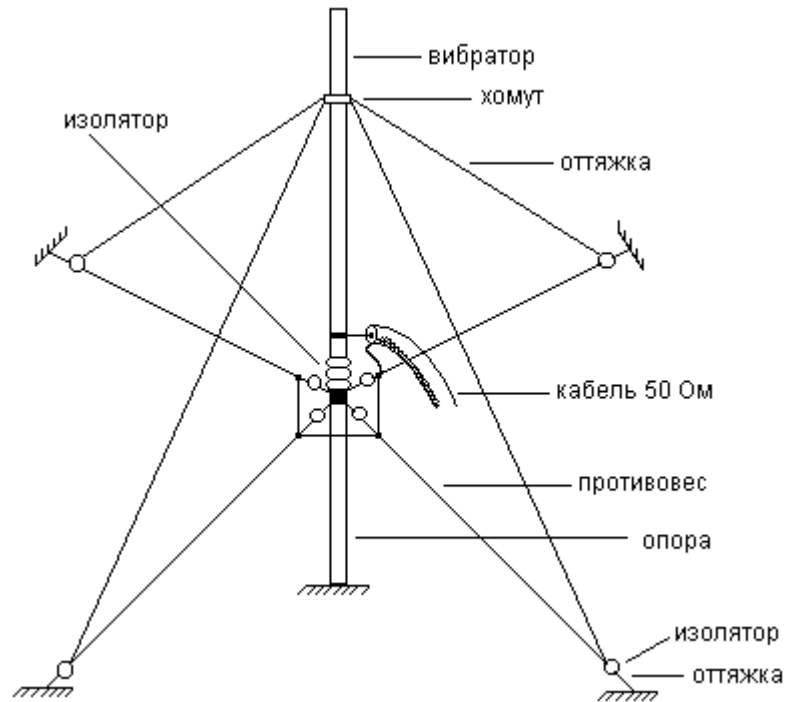 вибратор
хомут
изолятор
оттяжка
кабель 50 Ом
противовес
опора
изолятор
оттяжка